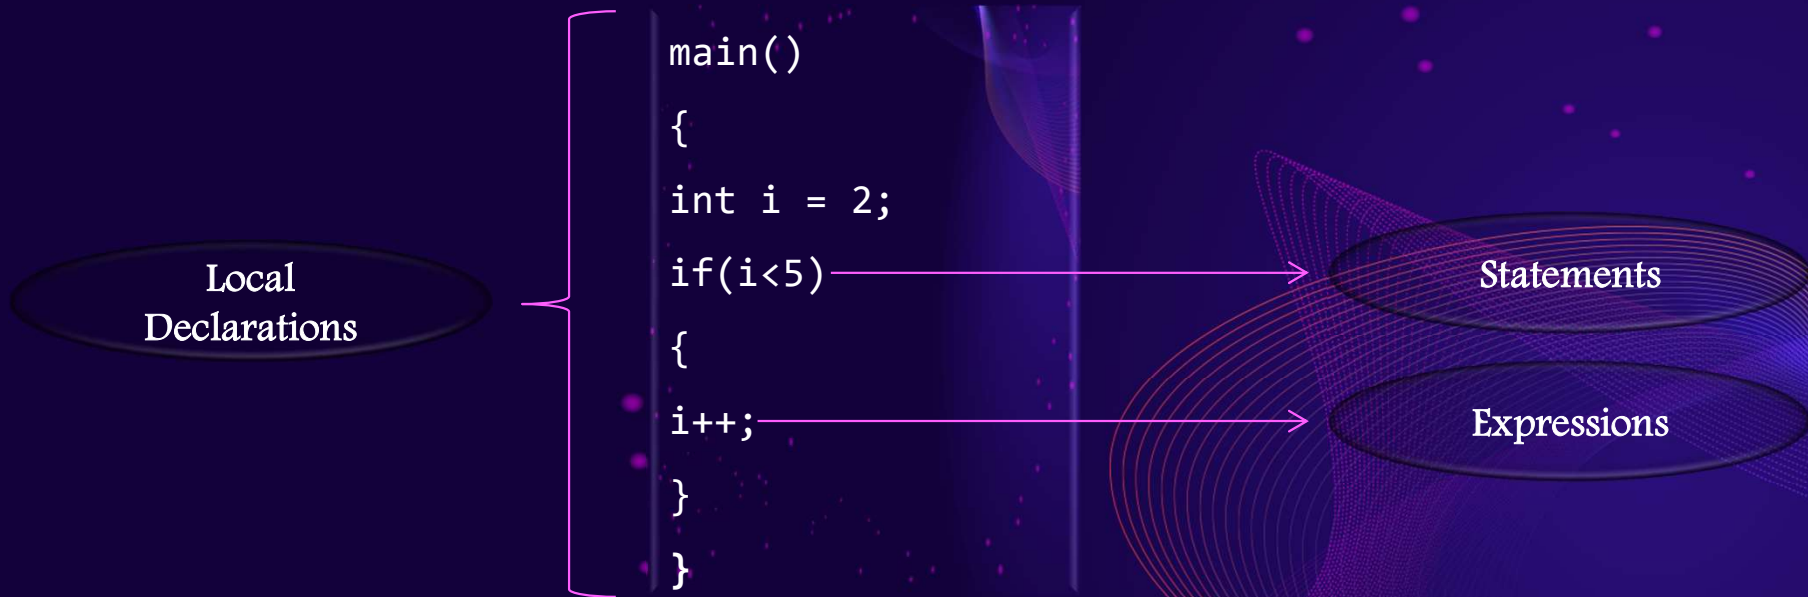 Local
Declarations
main()
{
int i = 2;
if(i<5)
{
i++;
}
}
Statements
Expressions